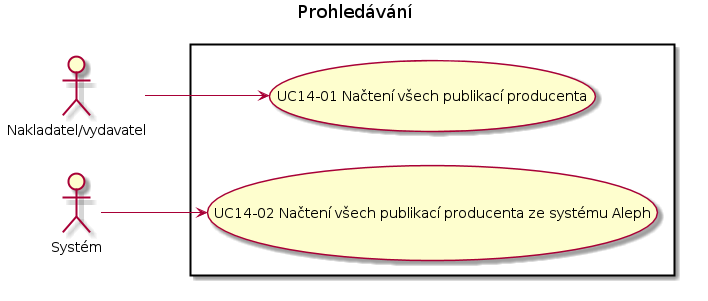 Prohledávání
UC14-01 Načtení všech publikací producenta
Nakladatel/vydavatel
UC14-02 Načtení všech publikací producenta ze systému Aleph
Systém